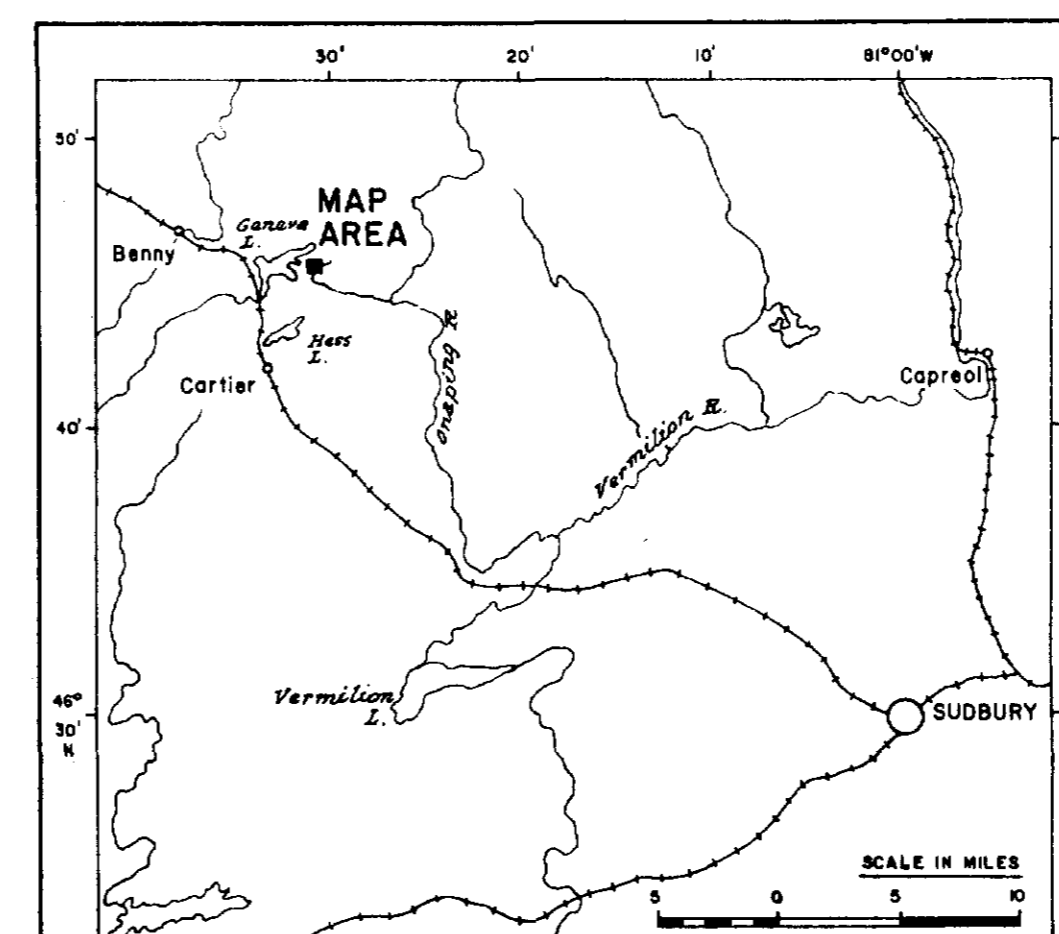 30' 20' 10' 81°00'W
50'
MAP
AREA
Geneva
L.
Benny
Hess
L.
Onaping R.
Cartier
Capreol
40'
Vermilion R.
Vermilion
L.
46°
30'
N
SUDBURY
SCALE IN MILES
5 0 5 10